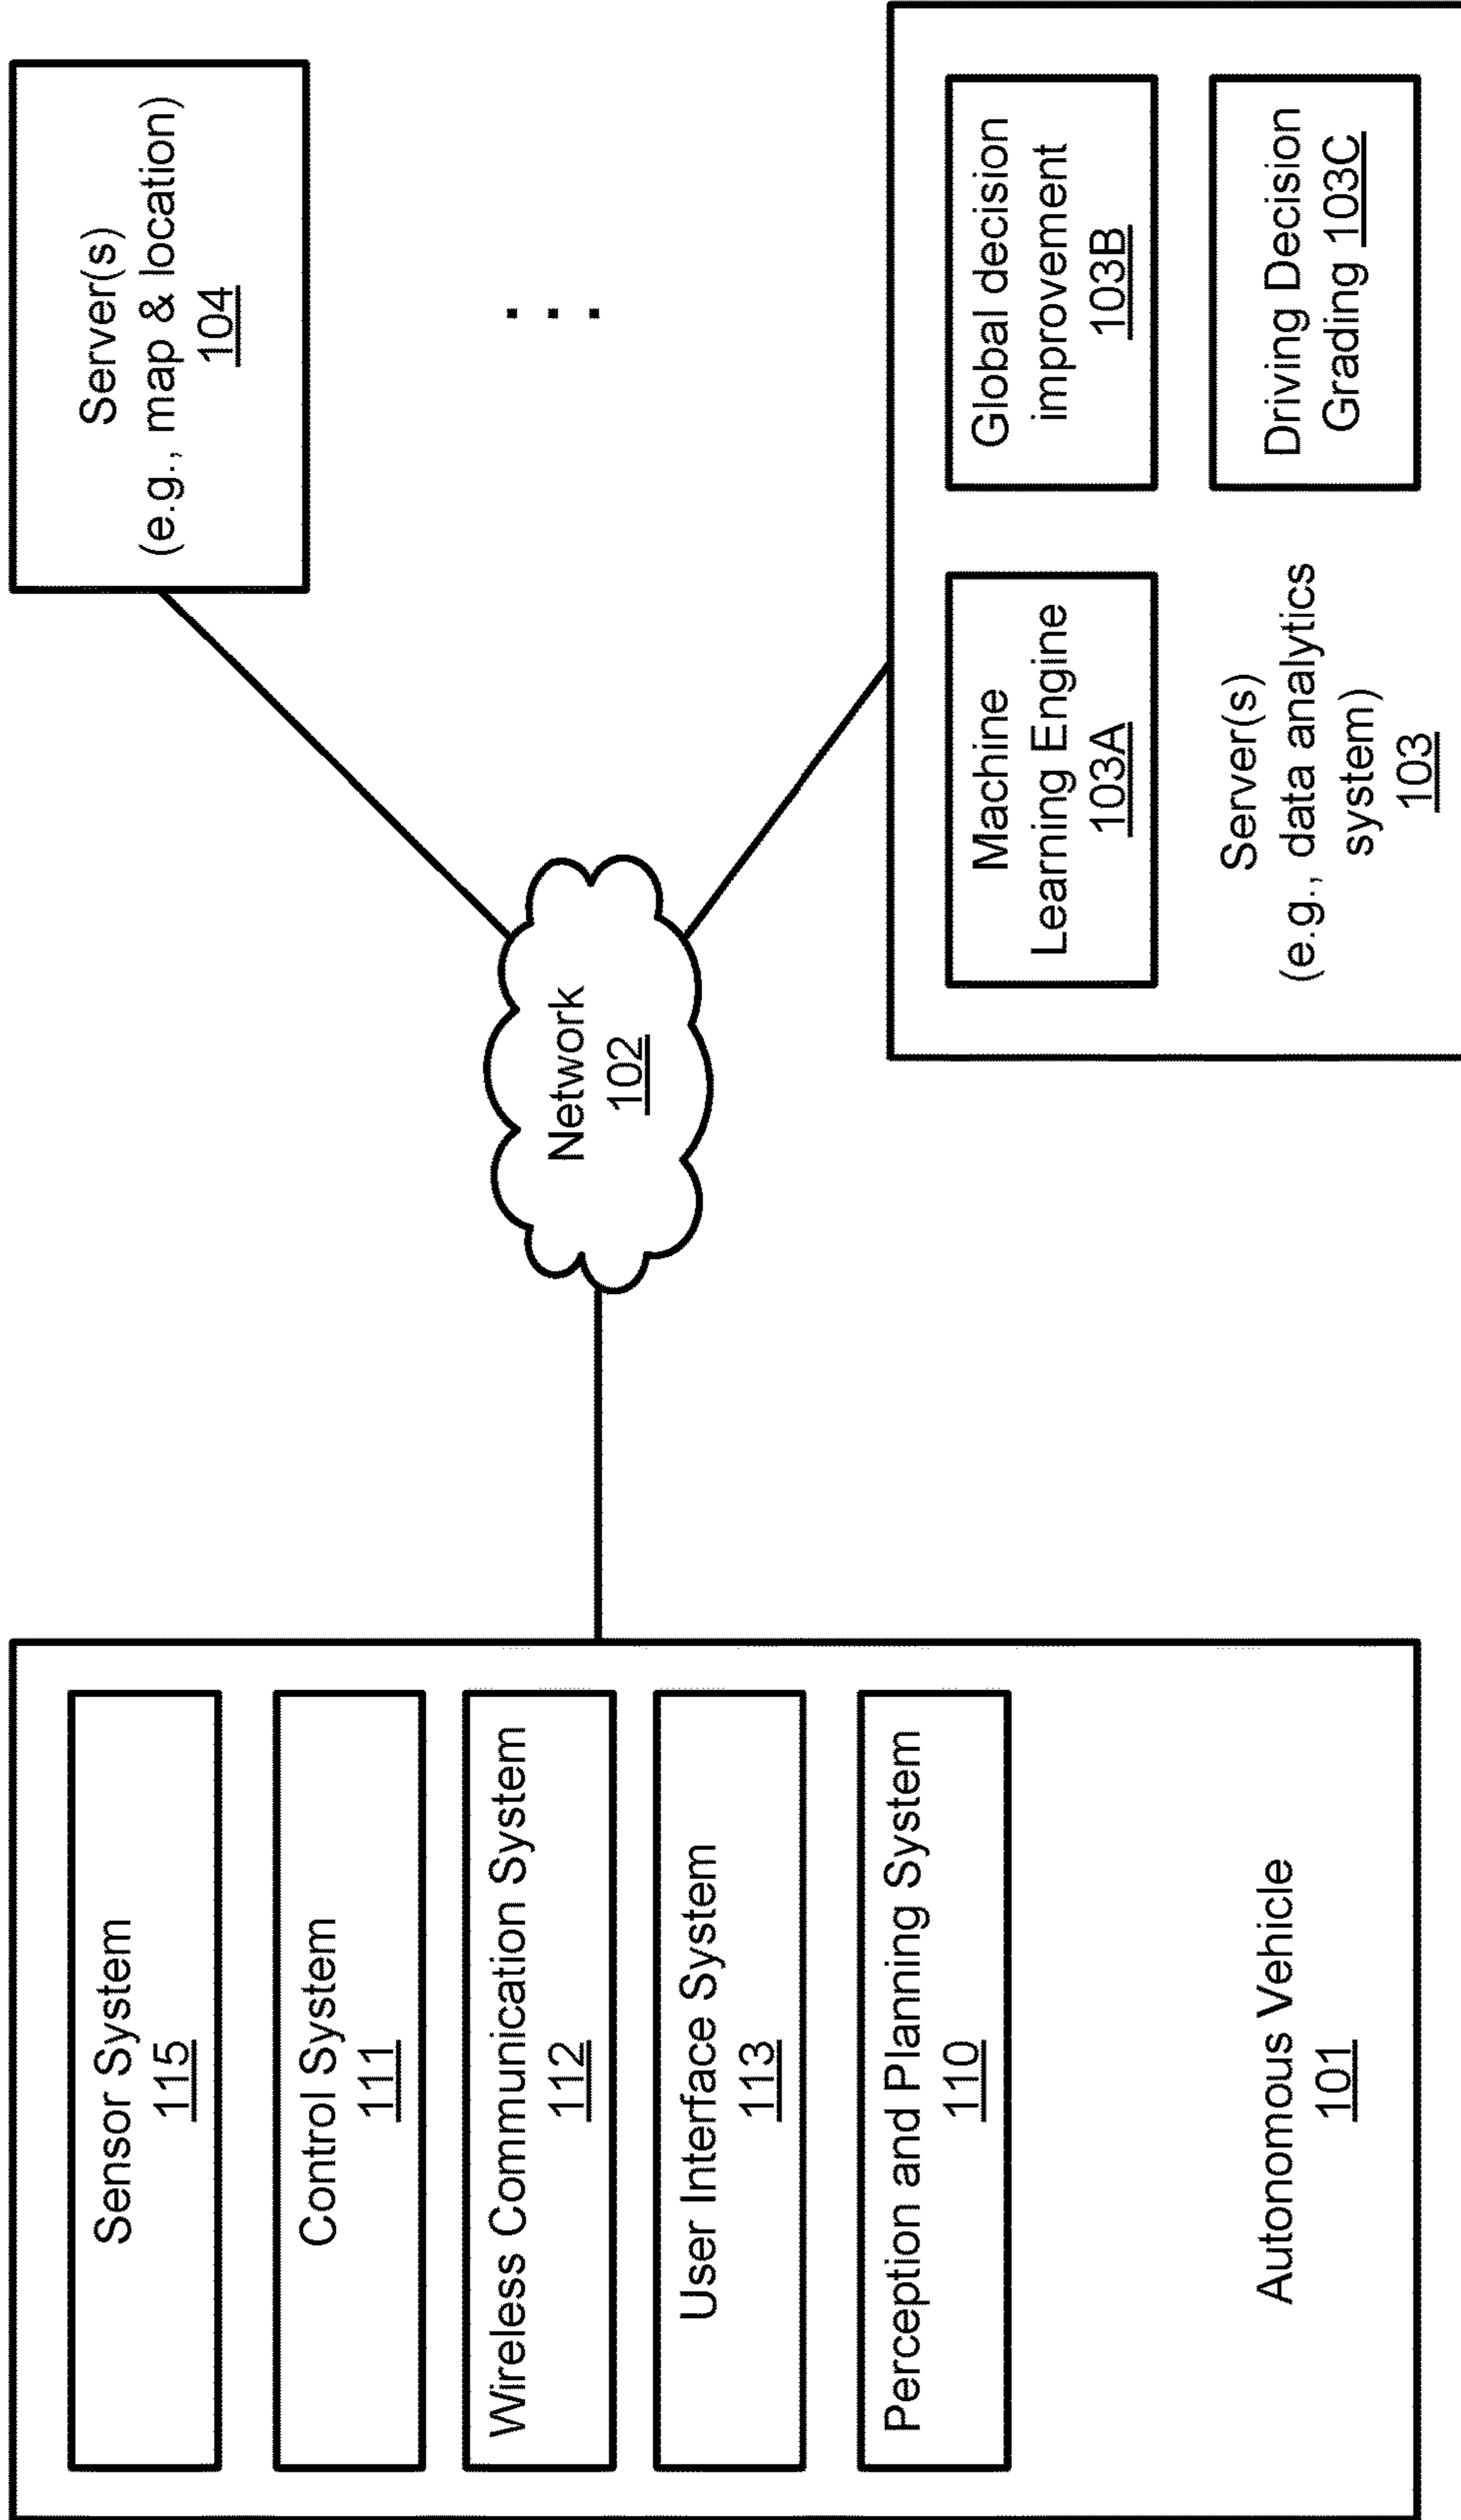 Sensor System
115
Control System
111
Wireless Communication System
112
User Interface System
113
Perception and Planning System
110
Autonomous Vehicle
101
Network
102
Server(s)
(e.g., map & location)
104
. . .
Machine
Learning Engine
103A
Global decision
improvement
103B
Server(s)
(e.g., data analytics
system)
103
Driving Decision
Grading 103C